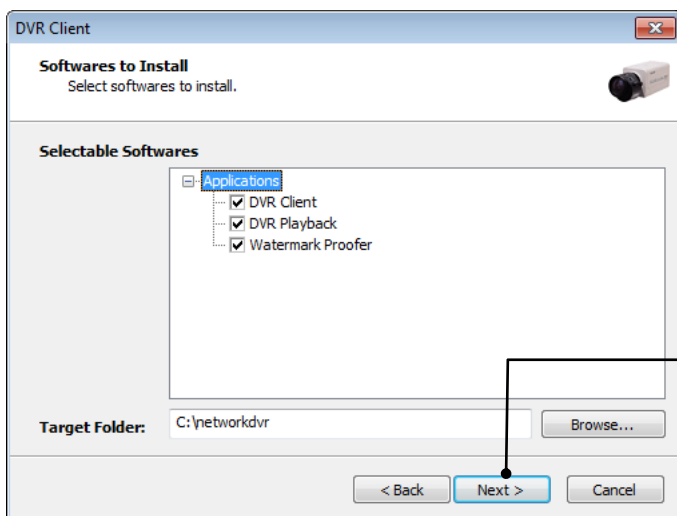 DVR Client
Softwares to Install
Select softwares to install.
Selectable Softwares
Applications
DVR Client
DVR Playback
Watermark Proofer
Target Folder:
C:\networkdvr
Browse...
< Back
Next >
Cancel